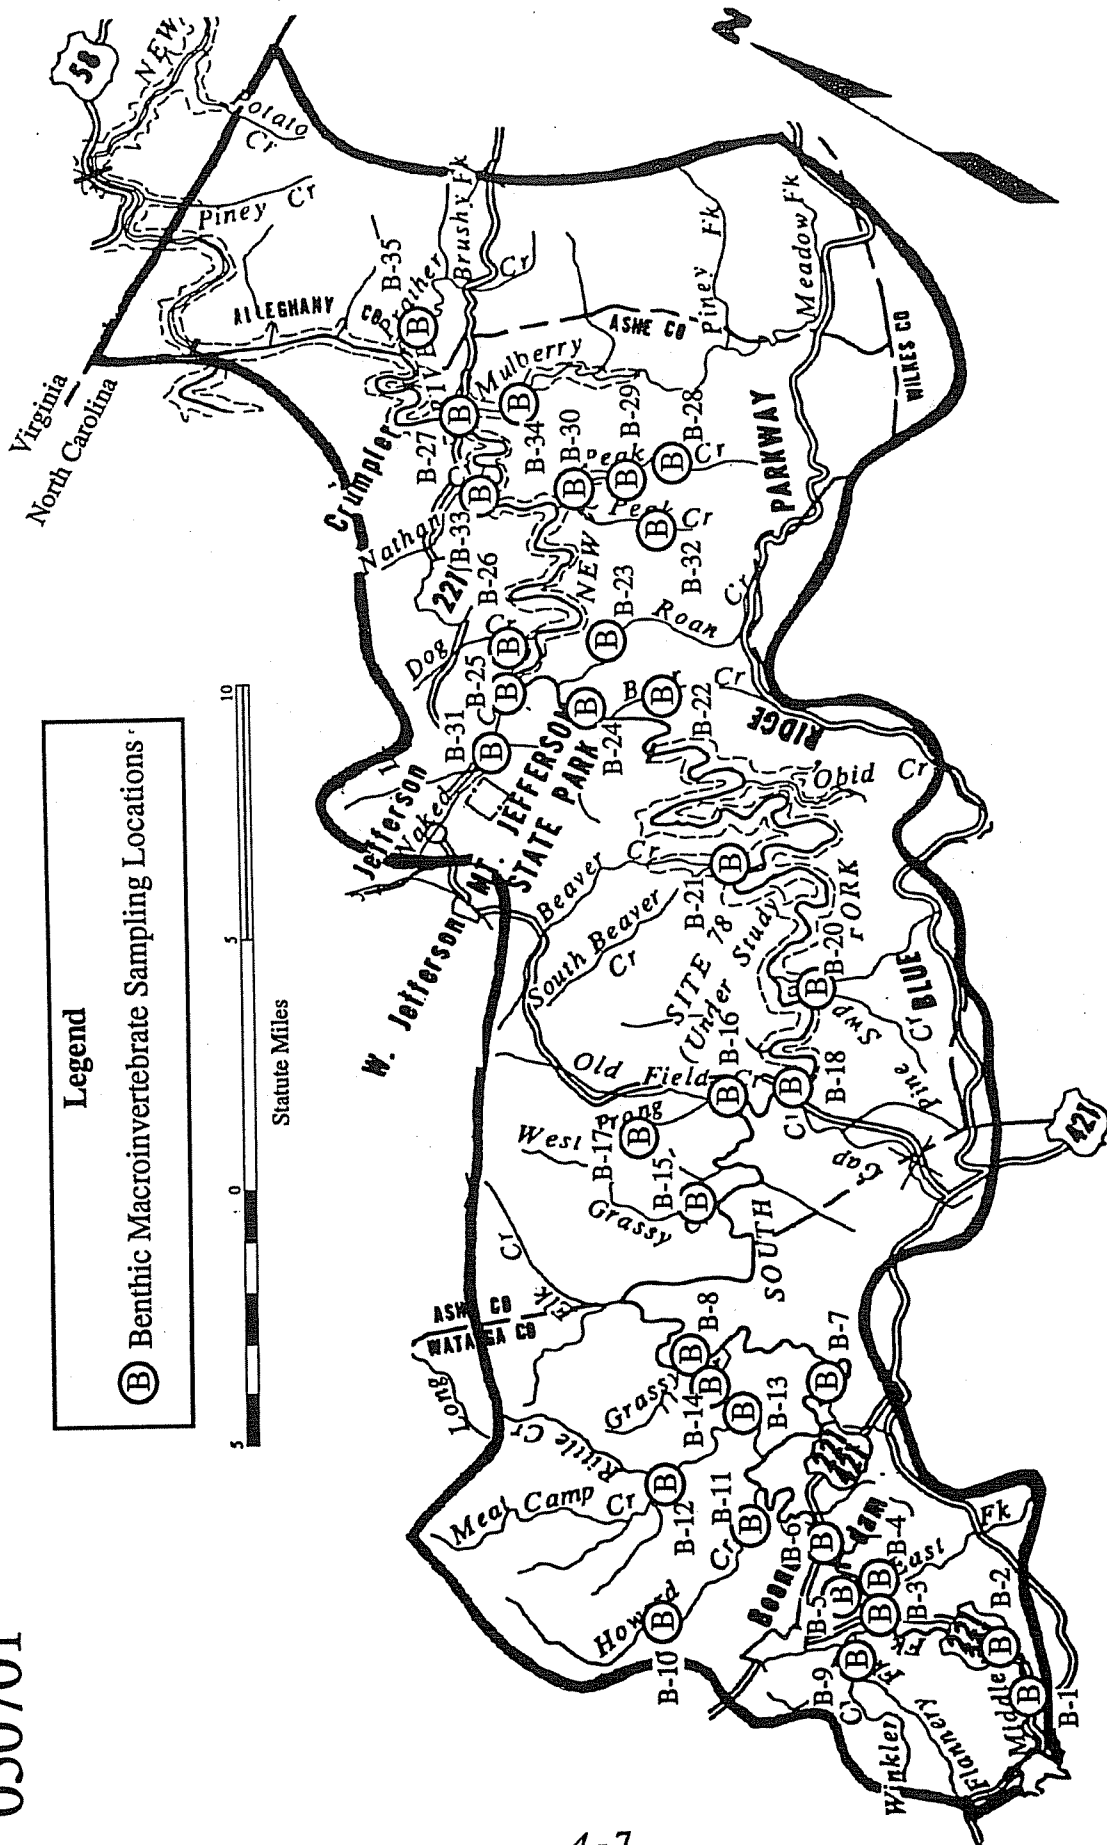 030701
Legend
Ⓑ Benthic Macroinvertebrate Sampling Locations
5 0 5 10
Statute Miles
Virginia
North Carolina
N
58
NEW
Potato
Cr
Piney Cr
ALLEGHANY
CO
Prather
B-35
Brushy Fk
Cr
ASHE CO
Piney Fk
Meadow Fk
WILKES CO
Mulberry
Crumpler
B-27
B-34
B-30
B-29
B-28
Peak
Cr
Peak
Cr
B-32
PARKWAY
Nathan
B-33
221
B-26
NEW
B-23
Roan
Cr
Dog
Cr
B-25
B-31
B-24
B-22
Cr
RIDGE
Jefferson
Naked
MT. JEFFERSON
STATE PARK
Obid Cr
W. Jefferson
Beaver
Cr
B-21
South Beaver
Cr
SITE 78
(Under Study)
FORK
B-20
BLUE
Swp
Cr
Pine
Old Field Cr
B-16
B-18
Gap
421
West Prong
B-17
B-15
Grassy
SOUTH
Elk Cr
ASHE CO
WATAUGA CO
Long
B-8
B-7
Grassy
B-14
B-13
221
421
Cr
Meat Camp
Cr
B-12
B-11
Cr
B-6
Boone
B-4
East
Fk
Howard
B-10
B-5
B-3
B-2
221
B-9
Fk
Winkler
Flannery
Middle
B-1
4-7